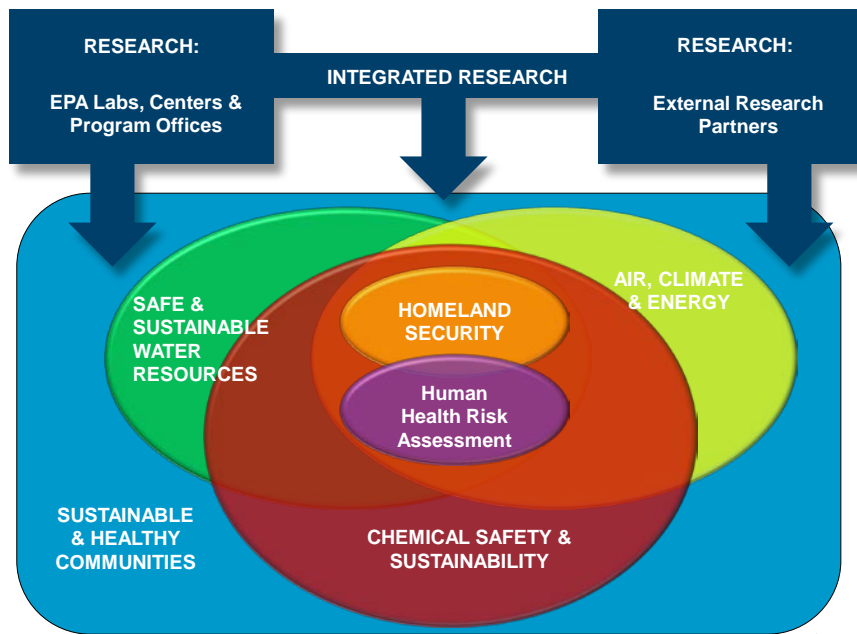 RESEARCH:
EPA Labs, Centers &
Program Offices
INTEGRATED RESEARCH
RESEARCH:
External Research
Partners
SAFE &
SUSTAINABLE
WATER
RESOURCES
HOMELAND
SECURITY
AIR, CLIMATE
& ENERGY
Human
Health Risk
Assessment
SUSTAINABLE
& HEALTHY
COMMUNITIES
CHEMICAL SAFETY &
SUSTAINABILITY